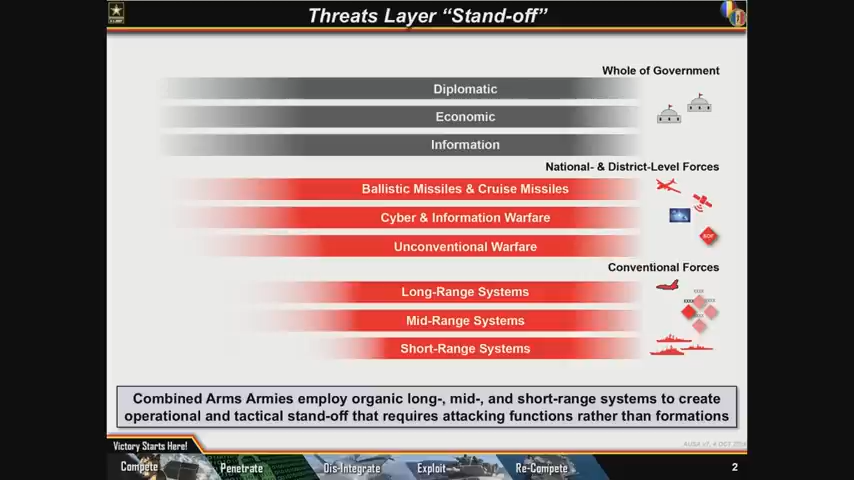 Threats Layer “Stand-off”
Whole of Government
Diplomatic
Economic
Information
National- & District-Level Forces
Ballistic Missiles & Cruise Missiles
Cyber & Information Warfare
SOF
Unconventional Warfare
Conventional Forces
Long-Range Systems
XXXX
Mid-Range Systems
Short-Range Systems
Combined Arms Armies employ organic long-, mid-, and short-range systems to create
operational and tactical stand-off that requires attacking functions rather than formations
Victory Starts Here!
Compete
Penetrate
Dis-Integrate
Exploit
Re-Compete
2